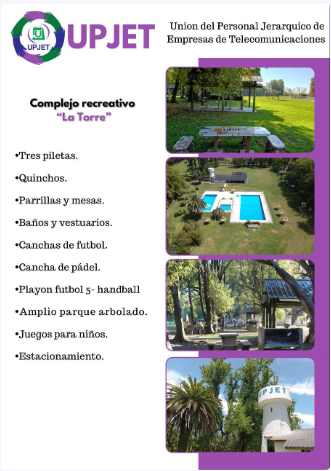 UPJET
UPJET
Union del Personal Jerarquico de
Empresas de Telecomunicaciones
Complejo recreativo
“La Torre”
•Tres piletas.
•Quinchos.
•Parrillas y mesas.
•Baños y vestuarios.
•Canchas de futbol.
•Cancha de pádel.
•Playon futbol 5- handball
•Amplio parque arbolado.
•Juegos para niños.
•Estacionamiento.
UPJET
UPJET